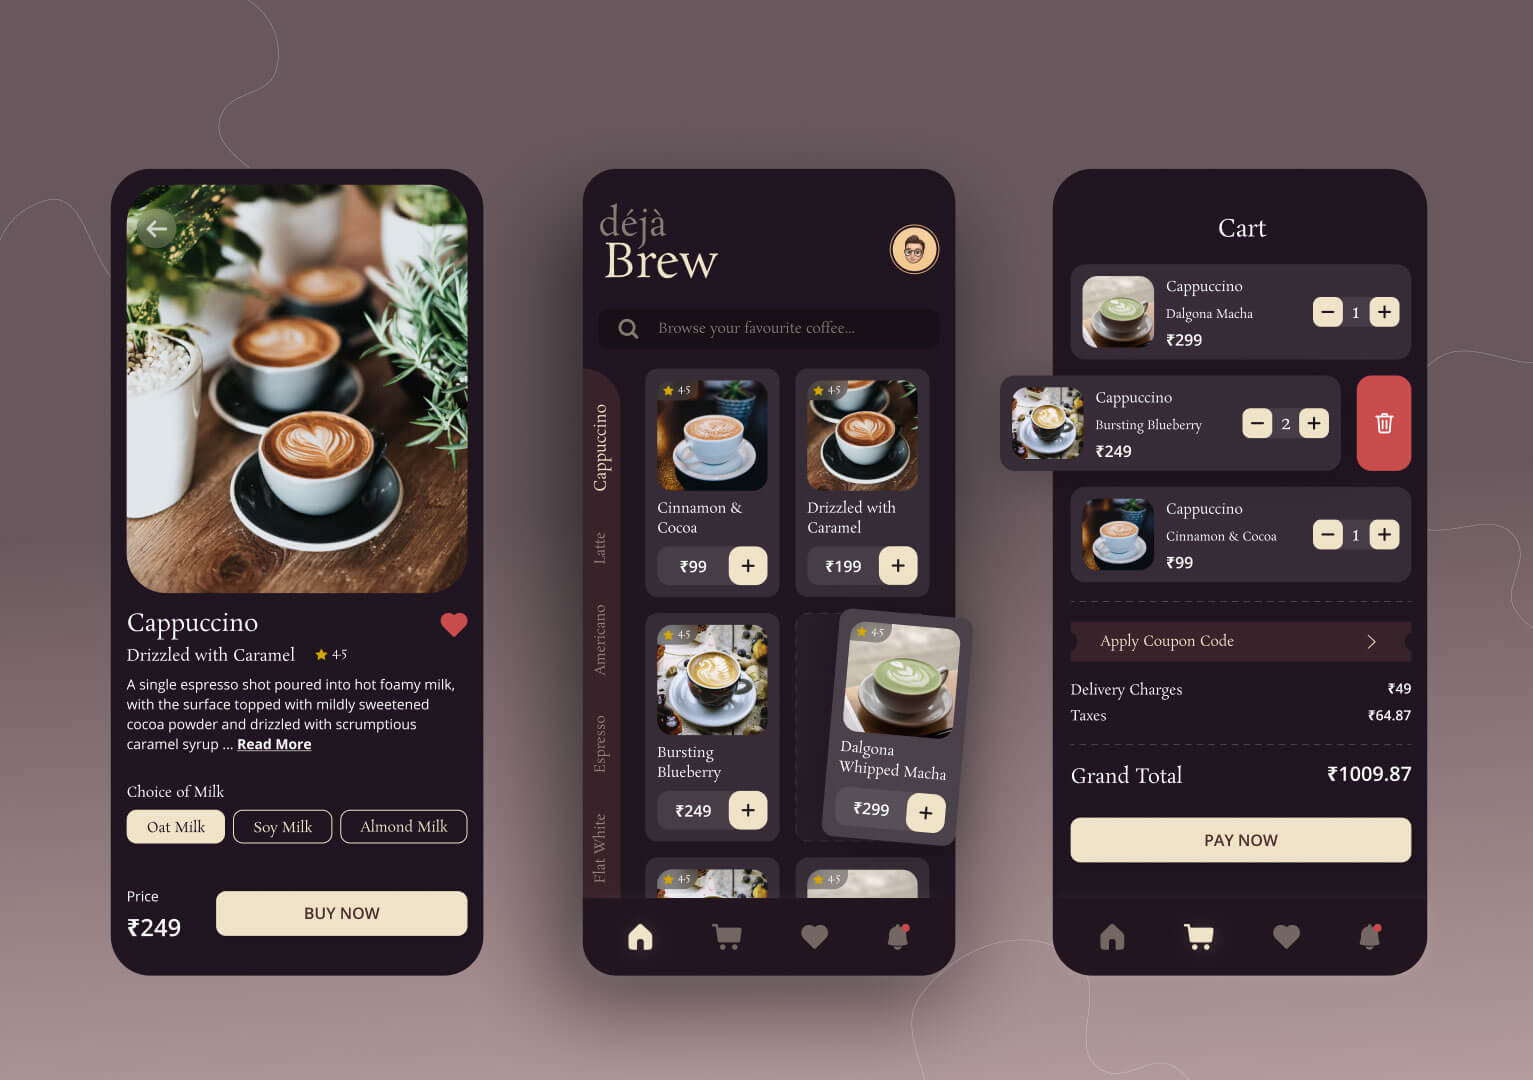 Cappuccino
Drizzled with Caramel
4.5
A single espresso shot poured into hot foamy milk,
with the surface topped with mildly sweetened
cocoa powder and drizzled with scrumptious
caramel syrup ... Read More
Choice of Milk
Oat Milk
Soy Milk
Almond Milk
Price
₹249
BUY NOW
déjà
Brew
Browse your favourite coffee...
Cappuccino
Latte
Americano
Espresso
Flat White
4.5
Cinnamon &
Cocoa
₹99
+
4.5
Drizzled with
Caramel
₹199
+
4.5
Bursting
Blueberry
₹249
+
4.5
Dalgona
Whipped Macha
₹299
+
4.5
4.5
Cart
Cappuccino
Dalgona Macha
₹299
− 1 +
Cappuccino
Bursting Blueberry
₹249
− 2 +
Cappuccino
Cinnamon & Cocoa
₹99
− 1 +
Apply Coupon Code
Delivery Charges ₹49
Taxes ₹64.87
Grand Total ₹1009.87
PAY NOW